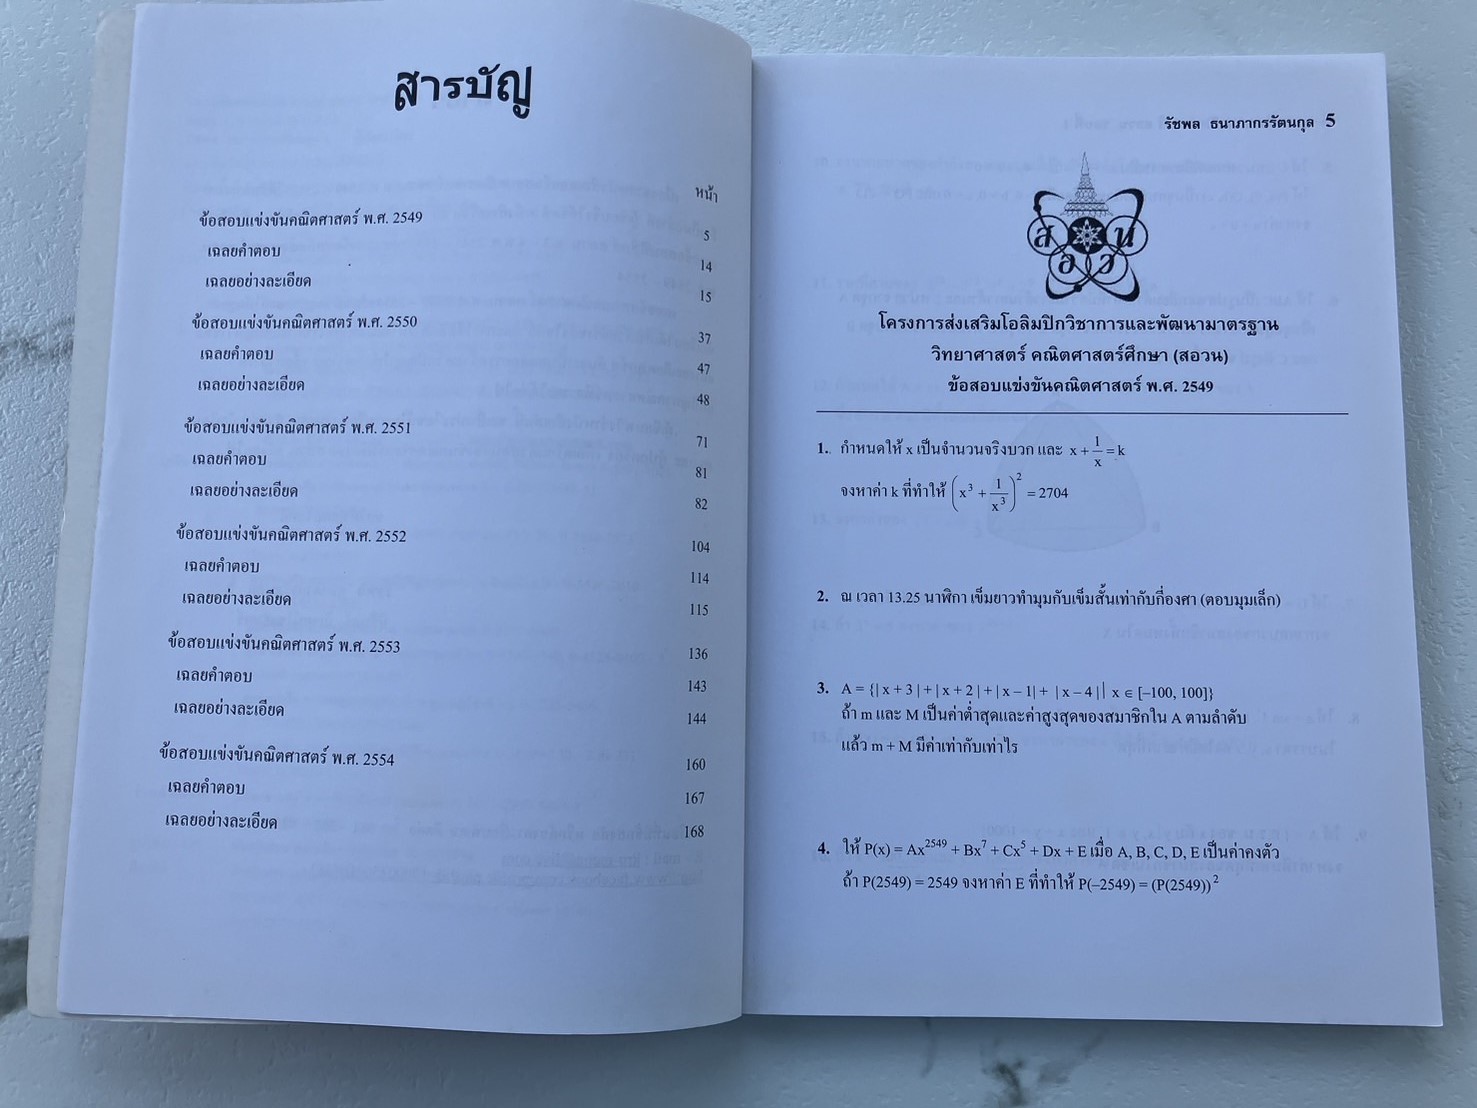 สารบัญ
หน้า
ข้อสอบแข่งขันคณิตศาสตร์ พ.ศ. 2549 5
เฉลยคำตอบ 14
เฉลยอย่างละเอียด 15
ข้อสอบแข่งขันคณิตศาสตร์ พ.ศ. 2550 37
เฉลยคำตอบ 47
เฉลยอย่างละเอียด 48
ข้อสอบแข่งขันคณิตศาสตร์ พ.ศ. 2551 71
เฉลยคำตอบ 81
เฉลยอย่างละเอียด 82
ข้อสอบแข่งขันคณิตศาสตร์ พ.ศ. 2552 104
เฉลยคำตอบ 114
เฉลยอย่างละเอียด 115
ข้อสอบแข่งขันคณิตศาสตร์ พ.ศ. 2553 136
เฉลยคำตอบ 143
เฉลยอย่างละเอียด 144
ข้อสอบแข่งขันคณิตศาสตร์ พ.ศ. 2554 160
เฉลยคำตอบ 167
เฉลยอย่างละเอียด 168
รัชพล ธนาภากรรัตนกุล 5
ส อ ว น
โครงการส่งเสริมโอลิมปิกวิชาการและพัฒนามาตรฐาน
วิทยาศาสตร์ คณิตศาสตร์ศึกษา (สอวน)
ข้อสอบแข่งขันคณิตศาสตร์ พ.ศ. 2549
1. กำหนดให้ x เป็นจำนวนจริงบวก และ x + 1/x = k
จงหาค่า k ที่ทำให้ (x³ + 1/x³)² = 2704
2. ณ เวลา 13.25 นาฬิกา เข็มยาวทำมุมกับเข็มสั้นเท่ากับกี่องศา (ตอบมุมเล็ก)
3. A = {| x + 3 | + | x + 2 | + | x – 1| + | x – 4 | | x ∈ [–100, 100]}
ถ้า m และ M เป็นค่าต่ำสุดและค่าสูงสุดของสมาชิกใน A ตามลำดับ
แล้ว m + M มีค่าเท่ากับเท่าไร
4. ให้ P(x) = Ax²⁵⁴⁹ + Bx⁷ + Cx⁵ + Dx + E เมื่อ A, B, C, D, E เป็นค่าคงตัว
ถ้า P(2549) = 2549 จงหาค่า E ที่ทำให้ P(–2549) = (P(2549))²